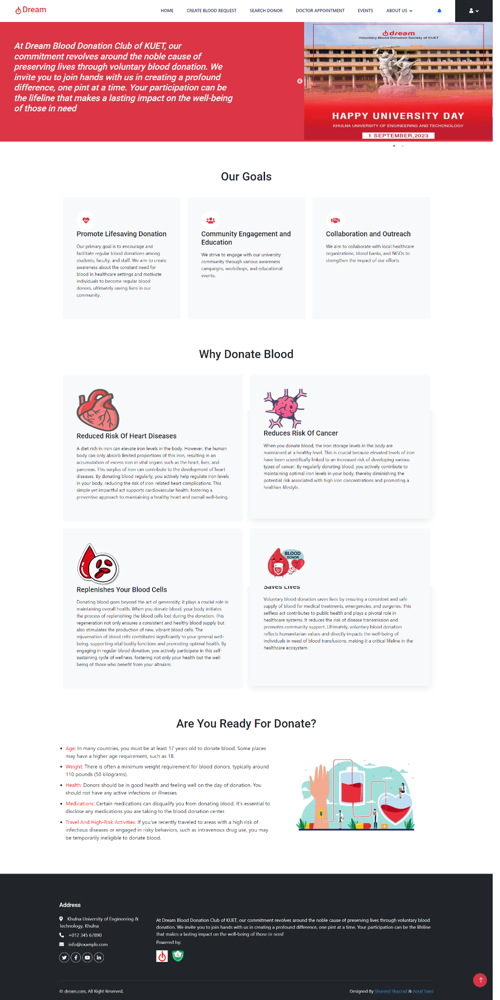 Dream
HOME CREATE BLOOD REQUEST SEARCH DONOR DOCTOR APPOINTMENT EVENTS ABOUT US
At Dream Blood Donation Club of KUET, our
commitment revolves around the noble cause of
preserving lives through voluntary blood donation. We
invite you to join hands with us in creating a profound
difference, one pint at a time. Your participation can be
the lifeline that makes a lasting impact on the well-being
of those in need
dream
Voluntary Blood Donation Society of KUET
HAPPY UNIVERSITY DAY
KHULNA UNIVERSITY OF ENGINEERING AND TECHONOLOGY
1 SEPTEMBER,2023
Our Goals
Promote Lifesaving Donation
Our primary goal is to encourage and
facilitate regular blood donations among
students, faculty, and staff. We aim to create
awareness about the constant need for
blood in healthcare settings and motivate
individuals to become regular blood
donors, ultimately saving lives in our
community.
Community Engagement and
Education
We strive to engage with our university
community through various awareness
campaigns, workshops, and educational
events.
Collaboration and Outreach
We aim to collaborate with local healthcare
organizations, blood banks, and NGOs to
strengthen the impact of our efforts
Why Donate Blood
Reduced Risk Of Heart Diseases
A diet rich in iron can elevate iron levels in the body. However, the human
body can only absorb limited proportions of this iron, resulting in an
accumulation of excess iron in vital organs such as the heart, liver, and
pancreas. This surplus of iron can contribute to the development of heart
diseases. By donating blood regularly, you actively help regulate iron levels
in your body, reducing the risk of iron-related heart complications. This
simple yet impactful act supports cardiovascular health, fostering a
preventive approach to maintaining a healthy heart and overall well-being.
Reduces Risk Of Cancer
When you donate blood, the iron storage levels in the body are
maintained at a healthy level. This is crucial because elevated levels of iron
have been scientifically linked to an increased risk of developing various
types of cancer. By regularly donating blood, you actively contribute to
maintaining optimal iron levels in your body, thereby diminishing the
potential risk associated with high iron concentrations and promoting a
healthier lifestyle.
Replenishes Your Blood Cells
Donating blood goes beyond the act of generosity; it plays a crucial role in
maintaining overall health. When you donate blood, your body initiates
the process of replenishing the blood cells lost during the donation. This
regeneration not only ensures a consistent and healthy blood supply but
also stimulates the production of new, vibrant blood cells. The
rejuvenation of blood cells contributes significantly to your general well-
being, supporting vital bodily functions and promoting optimal health. By
engaging in regular blood donation, you actively participate in this self-
sustaining cycle of wellness, fostering not only your health but the well-
being of those who benefit from your altruism.
BLOOD
DONOR
Saves Lives
Voluntary blood donation saves lives by ensuring a consistent and safe
supply of blood for medical treatments, emergencies, and surgeries. This
selfless act contributes to public health and plays a pivotal role in
healthcare systems. It reduces the risk of disease transmission and
promotes community support. Ultimately, voluntary blood donation
reflects humanitarian values and directly impacts the well-being of
individuals in need of blood transfusions, making it a critical lifeline in the
healthcare ecosystem.
Are You Ready For Donate?
• Age: In many countries, you must be at least 17 years old to donate blood. Some places
may have a higher age requirement, such as 18.
• Weight: There is often a minimum weight requirement for blood donors, typically around
110 pounds (50 kilograms).
• Health: Donors should be in good health and feeling well on the day of donation. You
should not have any active infections or illnesses.
• Medications: Certain medications can disqualify you from donating blood. It's essential to
disclose any medications you are taking to the blood donation center.
• Travel And High-Risk Activities: If you've recently traveled to areas with a high risk of
infectious diseases or engaged in risky behaviors, such as intravenous drug use, you may
be temporarily ineligible to donate blood.
Address
Khulna University of Engineering &
Technology, Khulna
+012 345 67890
info@example.com
At Dream Blood Donation Club of KUET, our commitment revolves around the noble cause of preserving lives through voluntary blood
donation. We invite you to join hands with us in creating a profound difference, one pint at a time. Your participation can be the lifeline
that makes a lasting impact on the well-being of those in need
Powered by:
© dream.com, All Right Reserved.
Designed By Shureed Shazzad & Azraf Sami